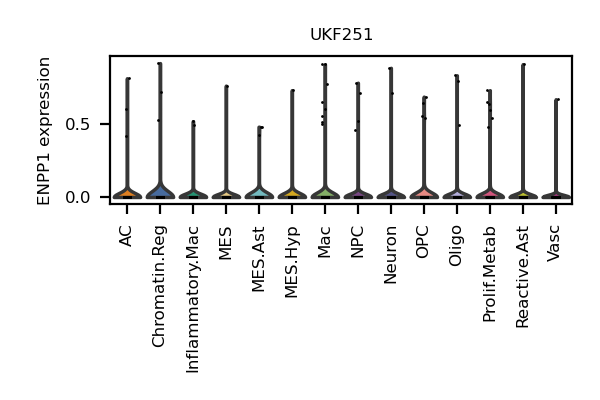 UKF251
ENPP1 expression
0.5
0.0
AC
Chromatin.Reg
Inflammatory.Mac
MES
MES.Ast
MES.Hyp
Mac
NPC
Neuron
OPC
Oligo
Prolif.Metab
Reactive.Ast
Vasc